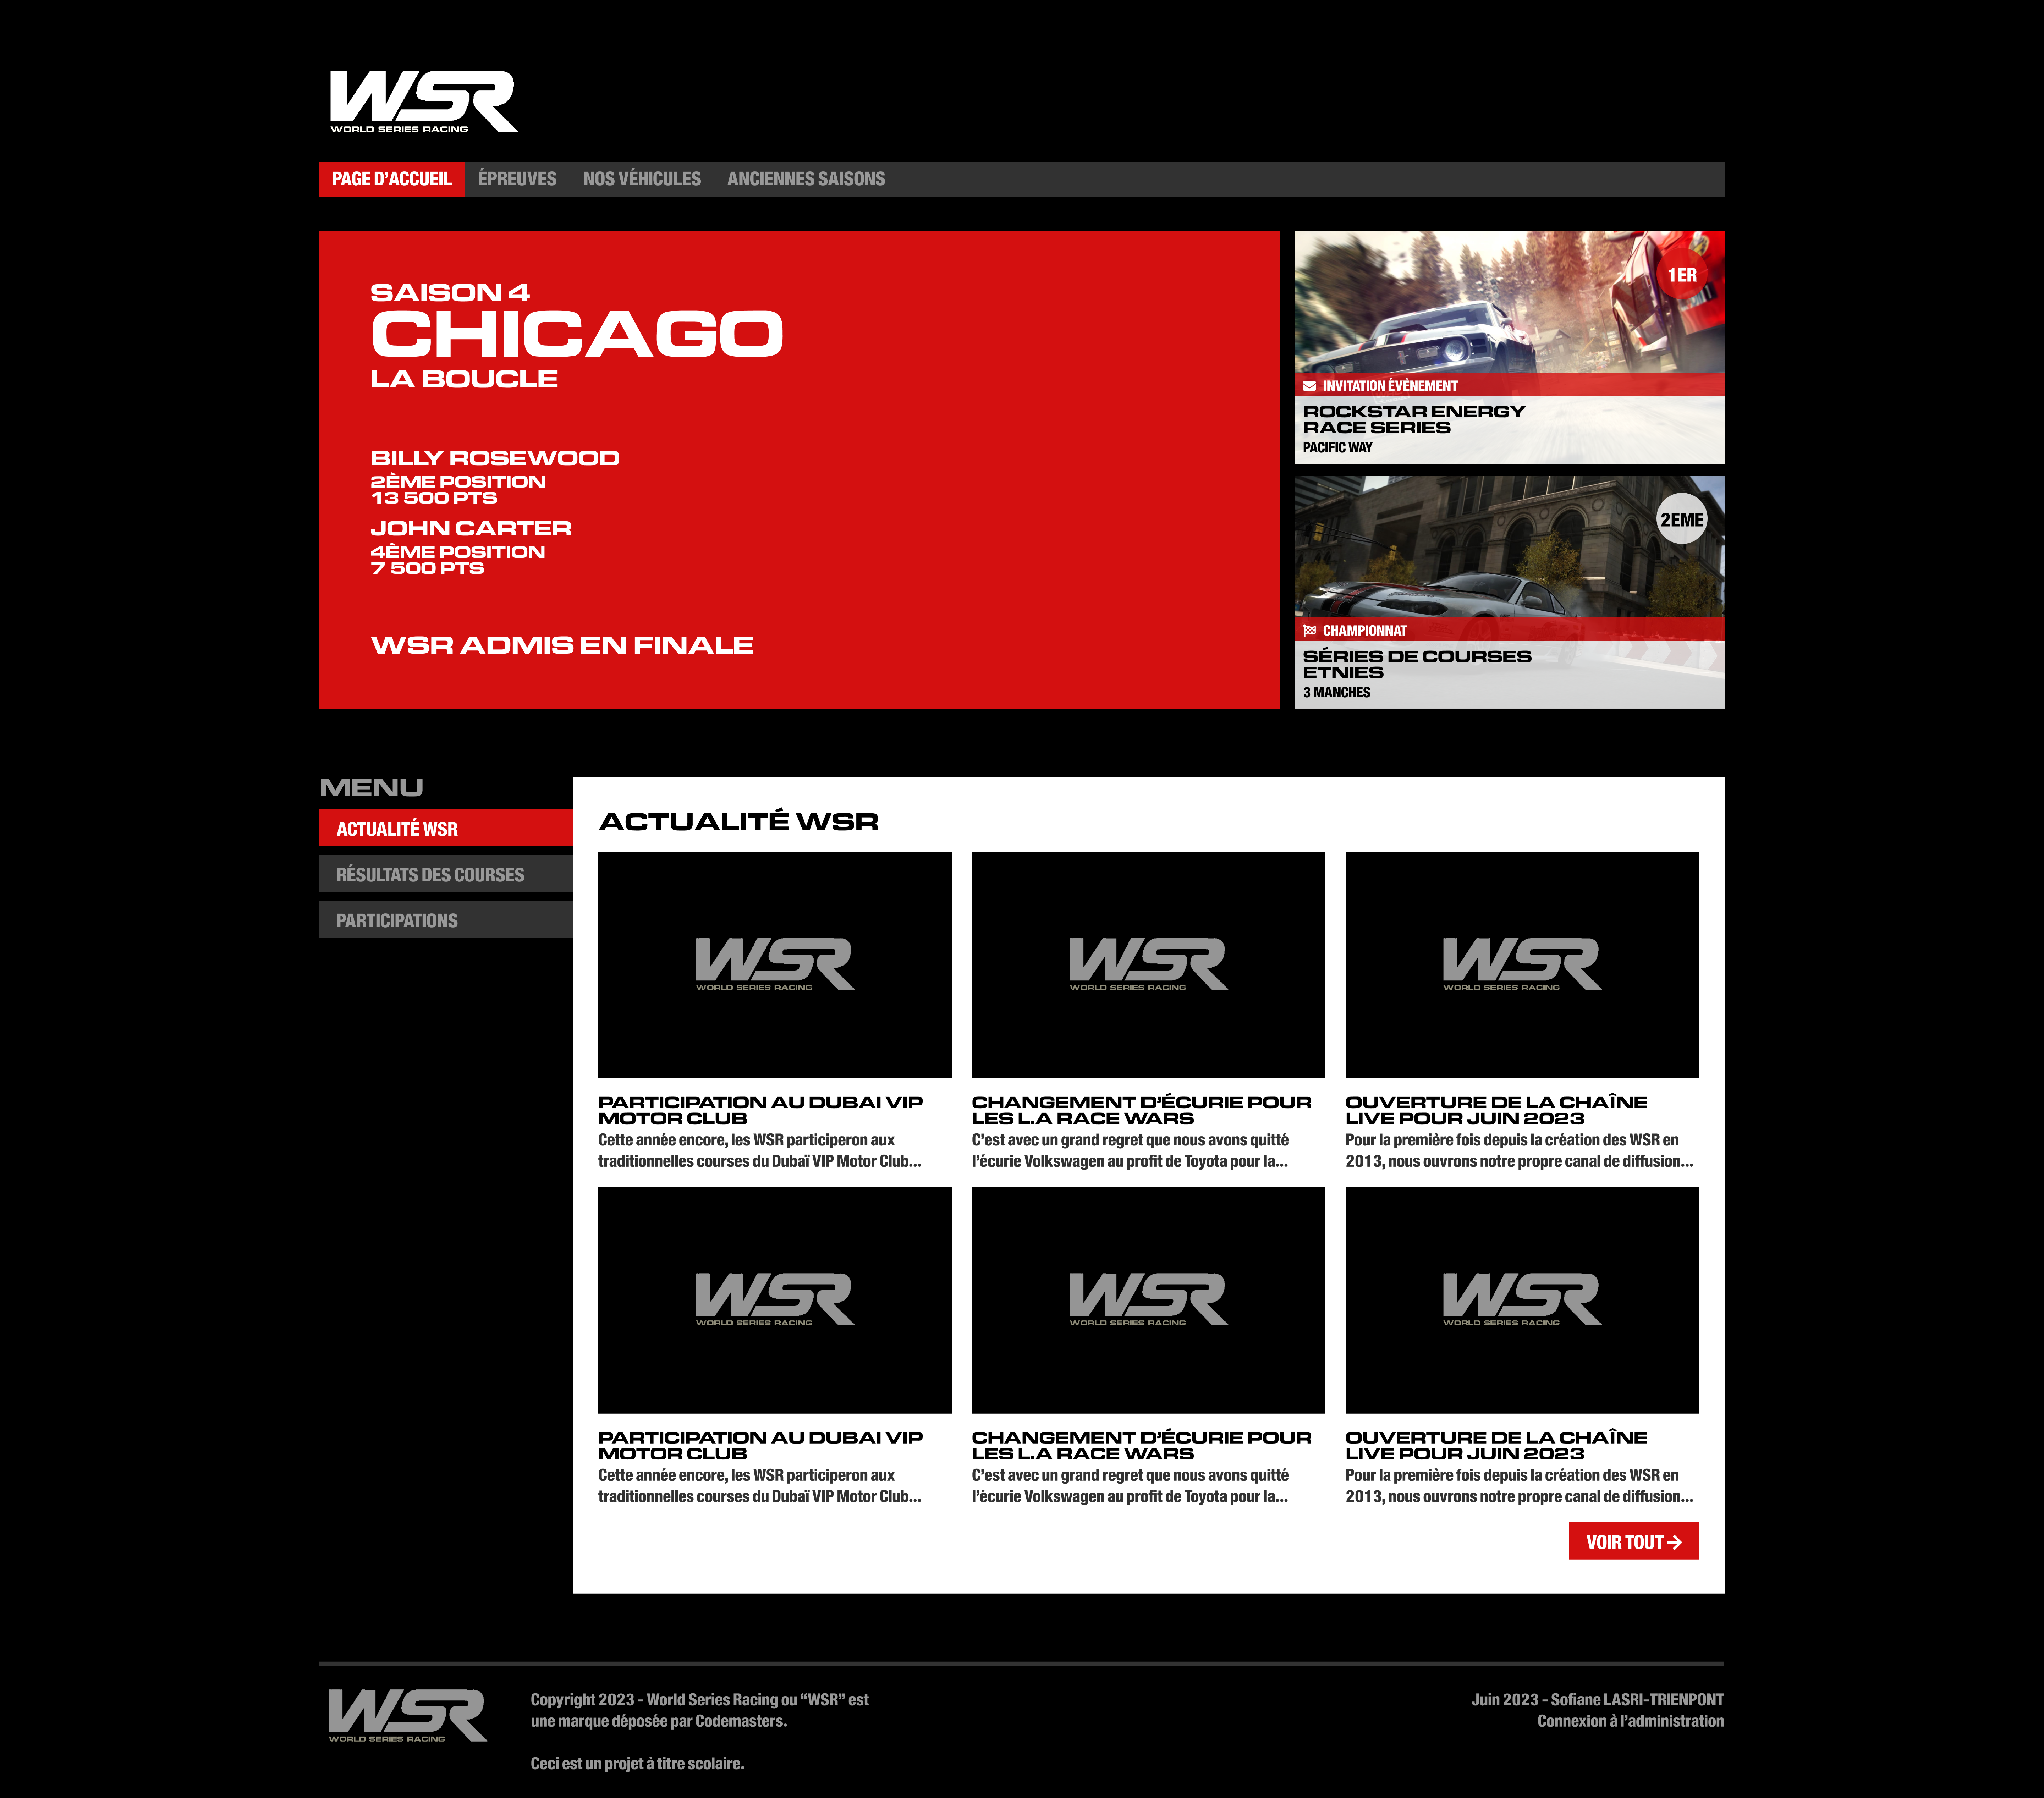 WSR
WORLD SERIES RACING
PAGE D’ACCUEIL
ÉPREUVES
NOS VÉHICULES
ANCIENNES SAISONS
SAISON 4
CHICAGO
LA BOUCLE
BILLY ROSEWOOD
2ÈME POSITION
13 500 PTS
JOHN CARTER
4ÈME POSITION
7 500 PTS
WSR ADMIS EN FINALE
1ER
INVITATION ÉVÈNEMENT
ROCKSTAR ENERGY
RACE SERIES
PACIFIC WAY
2EME
CHAMPIONNAT
SÉRIES DE COURSES
ETNIES
3 MANCHES
MENU
ACTUALITÉ WSR
RÉSULTATS DES COURSES
PARTICIPATIONS
ACTUALITÉ WSR
WSR
WORLD SERIES RACING
PARTICIPATION AU DUBAI VIP
MOTOR CLUB
Cette année encore, les WSR participeron aux
traditionnelles courses du Dubaï VIP Motor Club...
WSR
WORLD SERIES RACING
CHANGEMENT D’ÉCURIE POUR
LES L.A RACE WARS
C’est avec un grand regret que nous avons quitté
l’écurie Volkswagen au profit de Toyota pour la...
WSR
WORLD SERIES RACING
OUVERTURE DE LA CHAÎNE
LIVE POUR JUIN 2023
Pour la première fois depuis la création des WSR en
2013, nous ouvrons notre propre canal de diffusion...
WSR
WORLD SERIES RACING
PARTICIPATION AU DUBAI VIP
MOTOR CLUB
Cette année encore, les WSR participeron aux
traditionnelles courses du Dubaï VIP Motor Club...
WSR
WORLD SERIES RACING
CHANGEMENT D’ÉCURIE POUR
LES L.A RACE WARS
C’est avec un grand regret que nous avons quitté
l’écurie Volkswagen au profit de Toyota pour la...
WSR
WORLD SERIES RACING
OUVERTURE DE LA CHAÎNE
LIVE POUR JUIN 2023
Pour la première fois depuis la création des WSR en
2013, nous ouvrons notre propre canal de diffusion...
VOIR TOUT →
WSR
WORLD SERIES RACING
Copyright 2023 - World Series Racing ou “WSR” est
une marque déposée par Codemasters.
Ceci est un projet à titre scolaire.
Juin 2023 - Sofiane LASRI-TRIENPONT
Connexion à l’administration